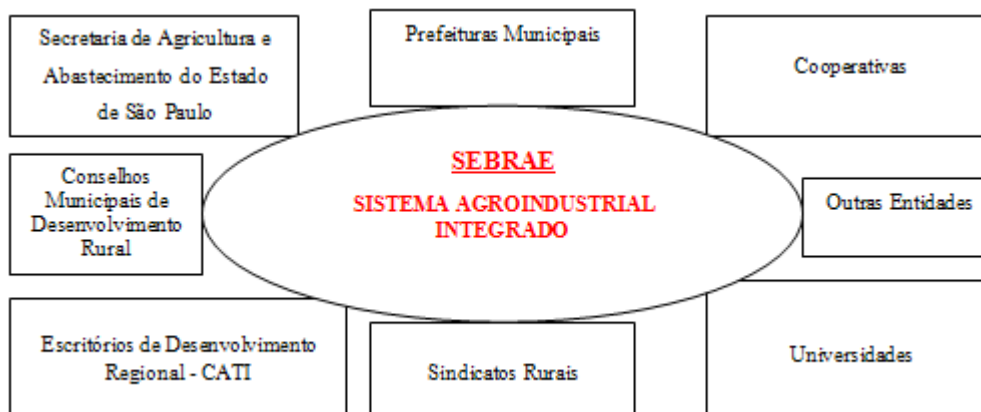 Secretaria de Agricultura e
Abastecimento do Estado
de São Paulo
Prefeituras Municipais
Cooperativas
Conselhos
Municipais de
Desenvolvimento
Rural
SEBRAE
SISTEMA AGROINDUSTRIAL
INTEGRADO
Outras Entidades
Escritórios de Desenvolvimento
Regional - CATI
Sindicatos Rurais
Universidades